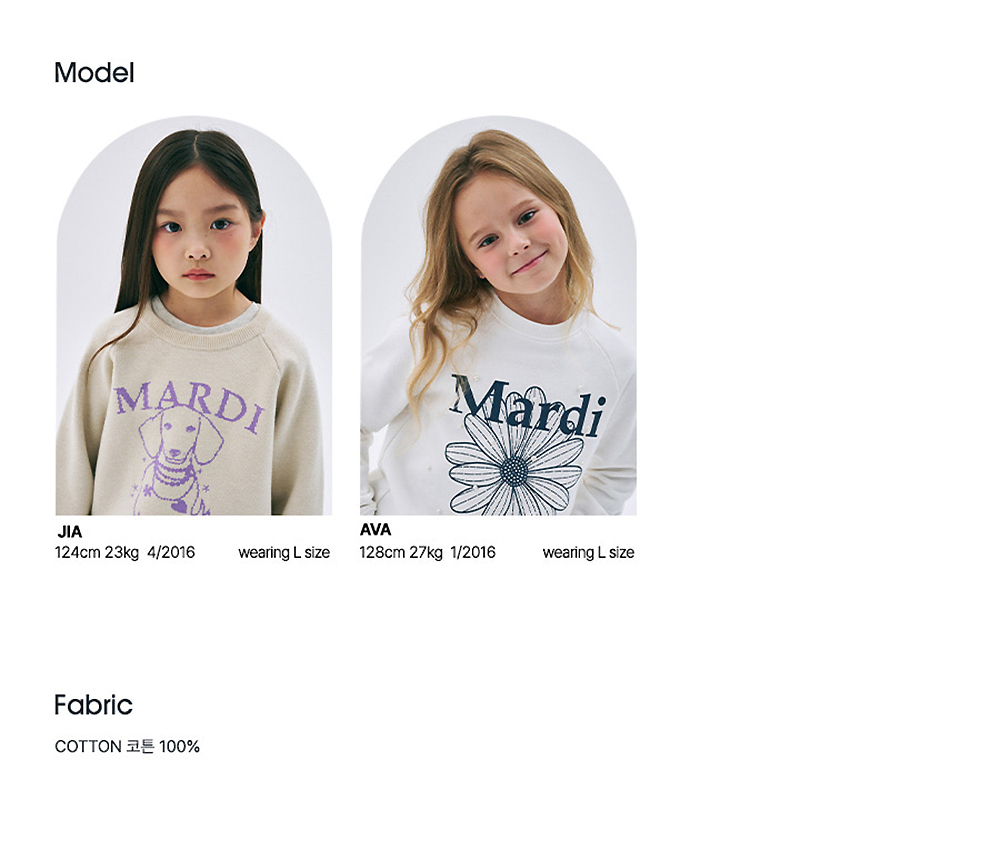 Model
MARDI
Mardi
JIA
124cm 23kg 4/2016 wearing L size
AVA
128cm 27kg 1/2016 wearing L size
Fabric
COTTON 코튼 100%